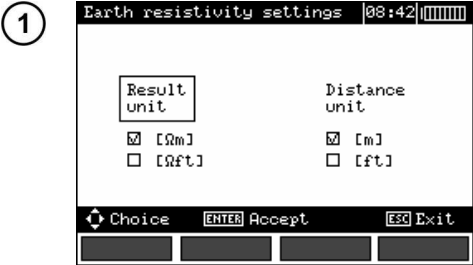 1
Earth resistivity settings 08:42
Result Distance
unit unit
☑ [Ωm] ☑ [m]
☐ [Ωft] ☐ [ft]
Choice ENTER Accept ESC Exit